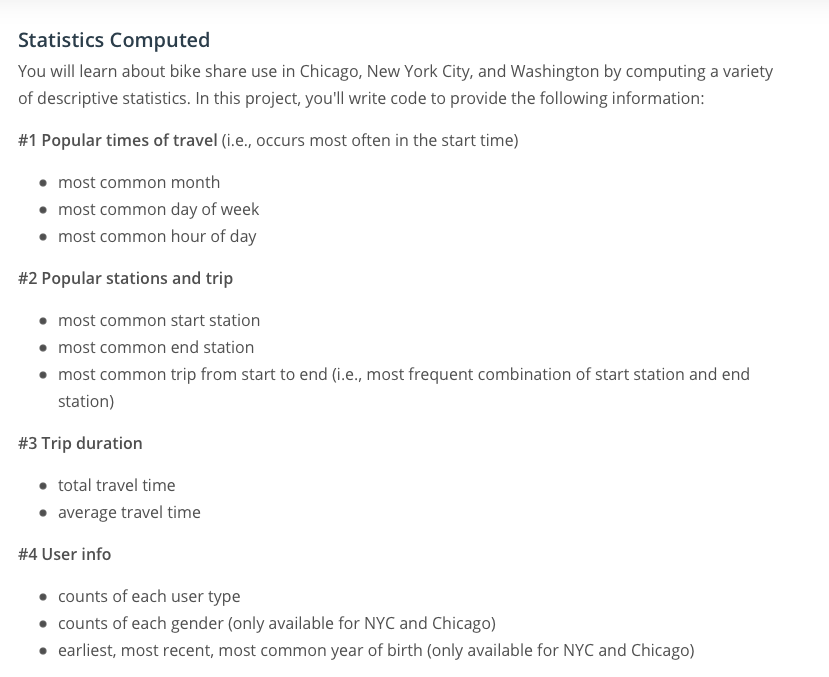 Statistics Computed
You will learn about bike share use in Chicago, New York City, and Washington by computing a variety
of descriptive statistics. In this project, you'll write code to provide the following information:
#1 Popular times of travel (i.e., occurs most often in the start time)
• most common month
• most common day of week
• most common hour of day
#2 Popular stations and trip
• most common start station
• most common end station
• most common trip from start to end (i.e., most frequent combination of start station and end
station)
#3 Trip duration
• total travel time
• average travel time
#4 User info
• counts of each user type
• counts of each gender (only available for NYC and Chicago)
• earliest, most recent, most common year of birth (only available for NYC and Chicago)